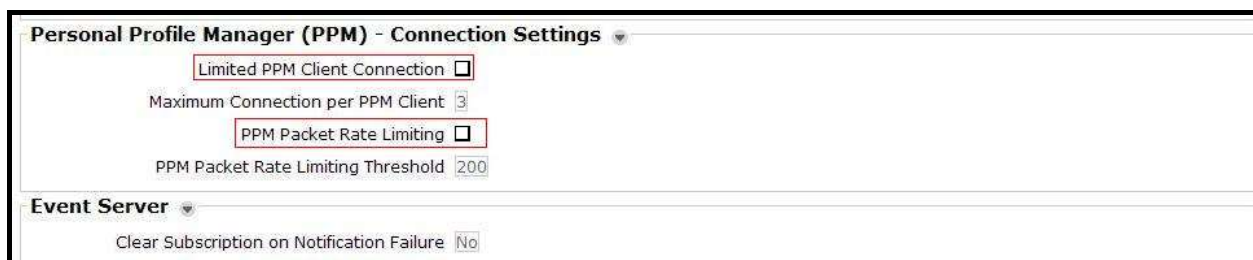 Personal Profile Manager (PPM) - Connection Settings
Limited PPM Client Connection
Maximum Connection per PPM Client 3
PPM Packet Rate Limiting
PPM Packet Rate Limiting Threshold 200
Event Server
Clear Subscription on Notification Failure No